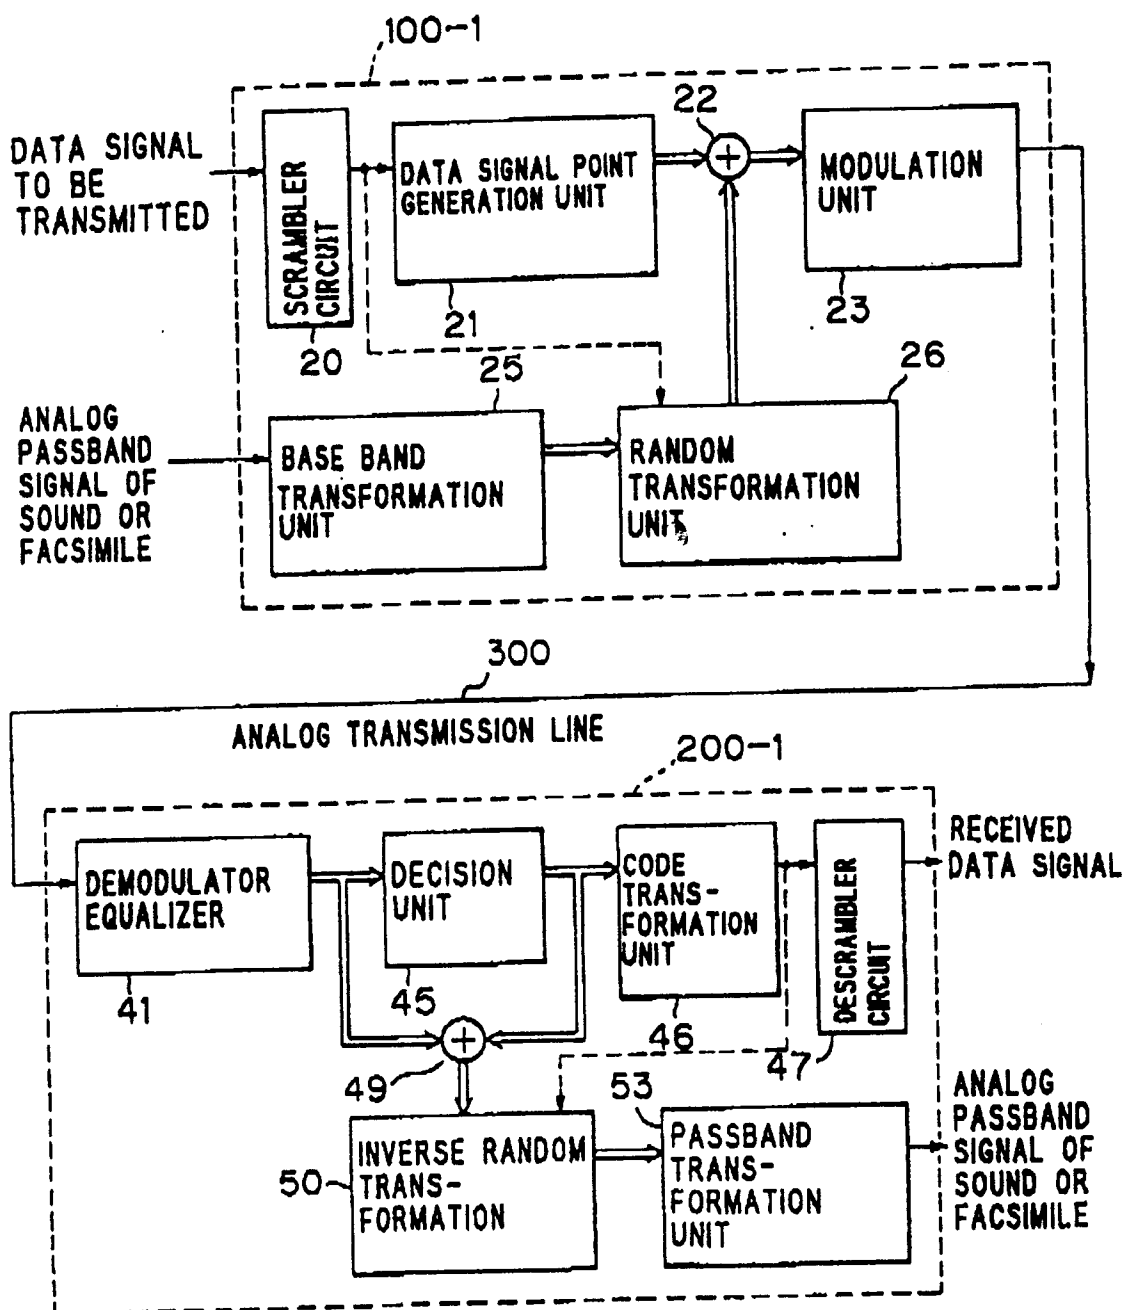 100-1
DATA SIGNAL
TO BE
TRANSMITTED
SCRAMBLER
CIRCUIT
20
DATA SIGNAL POINT
GENERATION UNIT
21
22
MODULATION
UNIT
23
ANALOG
PASSBAND
SIGNAL OF
SOUND OR
FACSIMILE
25
BASE BAND
TRANSFORMATION
UNIT
26
RANDOM
TRANSFORMATION
UNIT
300
ANALOG TRANSMISSION LINE
200-1
DEMODULATOR
EQUALIZER
41
DECISION
UNIT
45
CODE
TRANS-
FORMATION
UNIT
46
DESCRAMBLER
CIRCUIT
47
RECEIVED
DATA SIGNAL
49
50
INVERSE RANDOM
TRANS-
FORMATION
53
PASSBAND
TRANS-
FORMATION
UNIT
ANALOG
PASSBAND
SIGNAL OF
SOUND OR
FACSIMILE